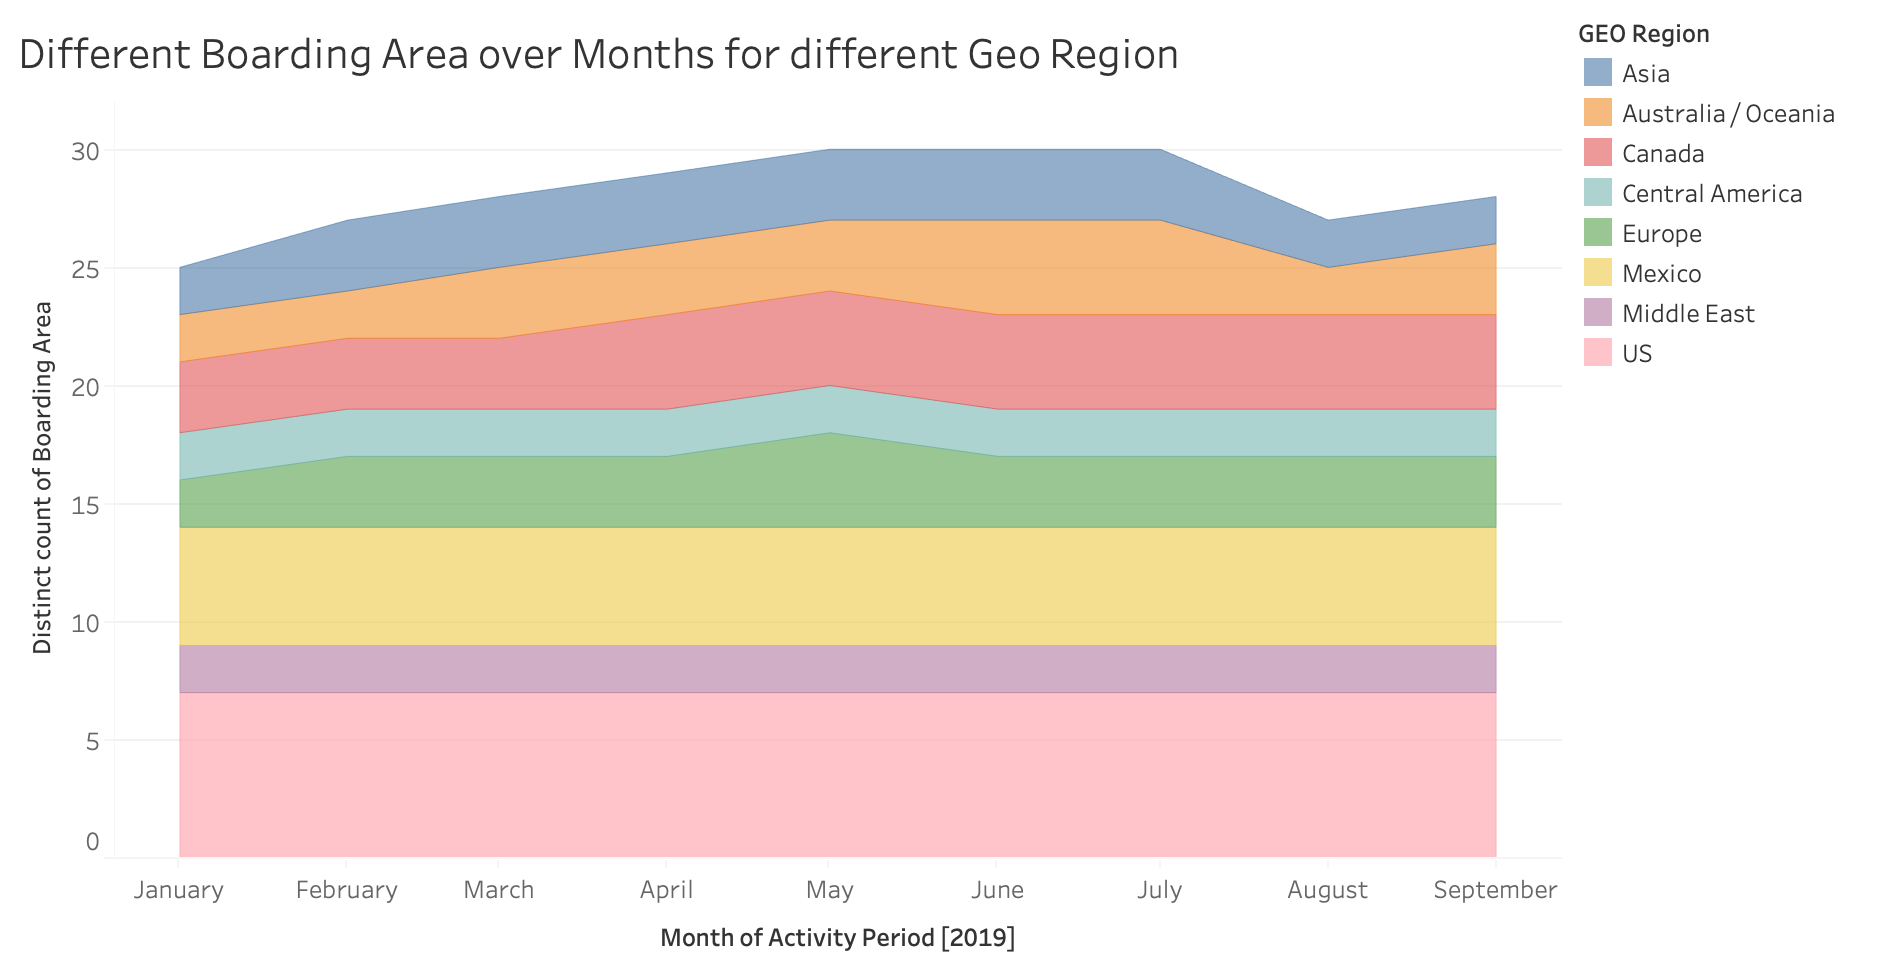 Different Boarding Area over Months for different Geo Region
GEO Region
Asia
Australia / Oceania
Canada
Central America
Europe
Mexico
Middle East
US
Distinct count of Boarding Area
30
25
20
15
10
5
0
January February March April May June July August September
Month of Activity Period [2019]